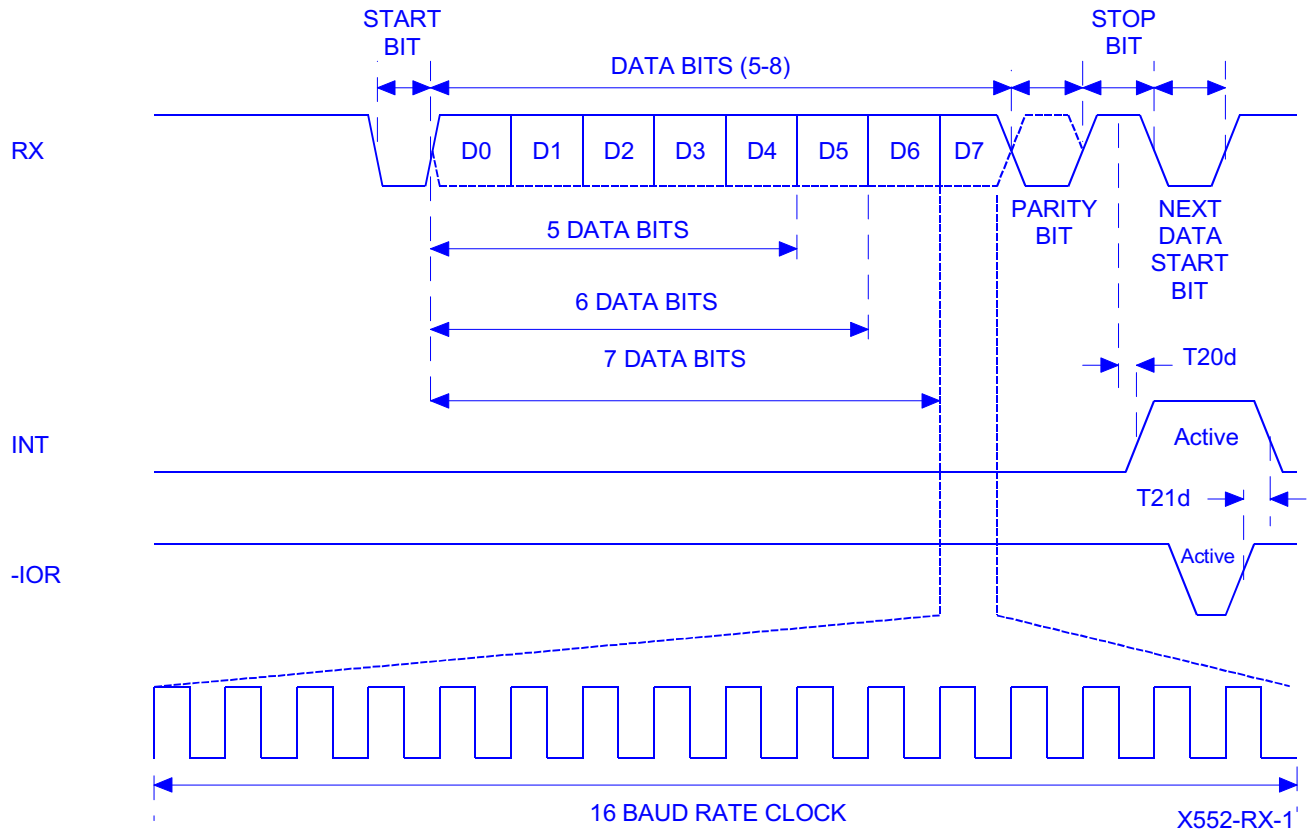 START
BIT
STOP
BIT
DATA BITS (5-8)
RX
D0 D1 D2 D3 D4 D5 D6 D7
PARITY
BIT
NEXT
DATA
START
BIT
5 DATA BITS
6 DATA BITS
7 DATA BITS
T20d
INT
Active
T21d
-IOR
Active
16 BAUD RATE CLOCK
X552-RX-1